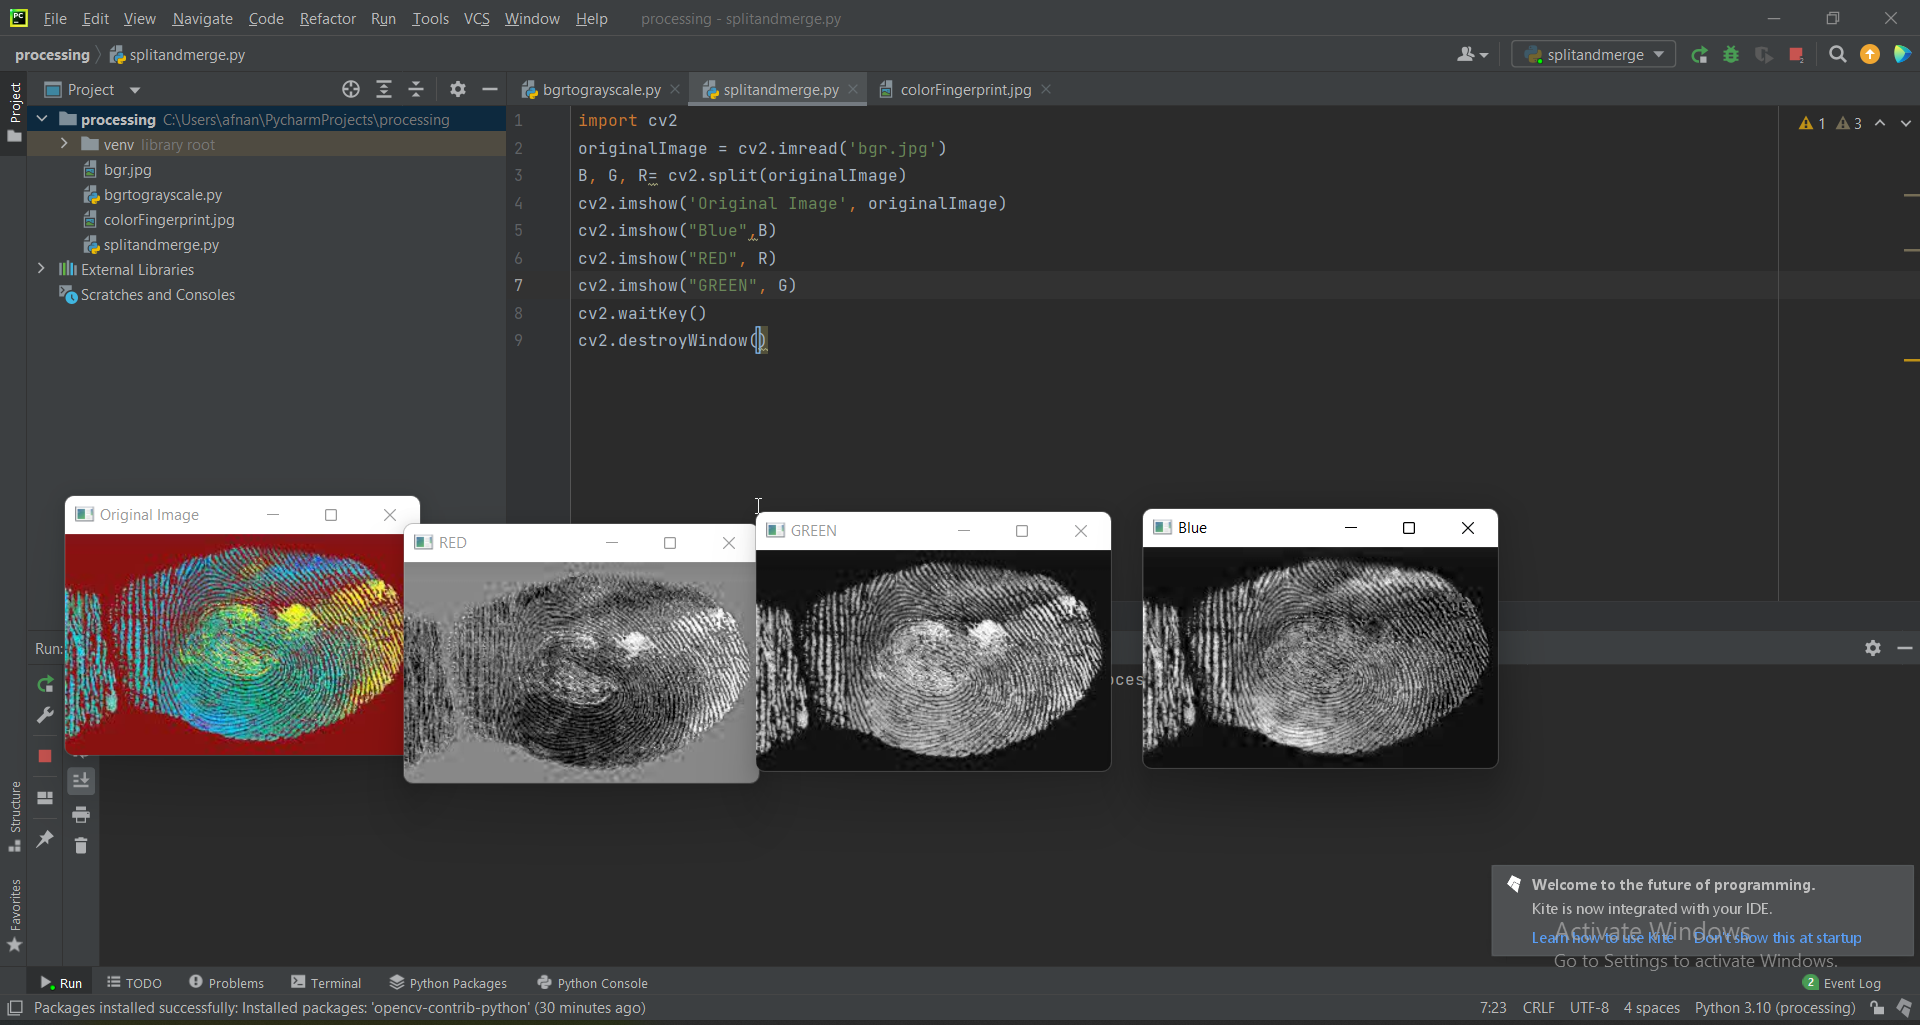 PC File Edit View Navigate Code Refactor Run Tools VCS Window Help processing - splitandmerge.py
processing splitandmerge.py
splitandmerge
Project
Project
bgrtograyscale.py splitandmerge.py colorFingerprint.jpg
processing C:\Users\afnan\PycharmProjects\processing
venv library root
bgr.jpg
bgrtograyscale.py
colorFingerprint.jpg
splitandmerge.py
External Libraries
Scratches and Consoles
1 import cv2
2 originalImage = cv2.imread('bgr.jpg')
3 B, G, R= cv2.split(originalImage)
4 cv2.imshow('Original Image', originalImage)
5 cv2.imshow("Blue",B)
6 cv2.imshow("RED", R)
7 cv2.imshow("GREEN", G)
8 cv2.waitKey()
9 cv2.destroyWindow()
1 3
Original Image
RED
GREEN
Blue
Run:
Structure
Favorites
Welcome to the future of programming.
Kite is now integrated with your IDE.
Learn how to use Kite Don't show this at startup
Activate Windows
Go to Settings to activate Windows.
Run TODO Problems Terminal Python Packages Python Console
2 Event Log
Packages installed successfully: Installed packages: 'opencv-contrib-python' (30 minutes ago)
7:23 CRLF UTF-8 4 spaces Python 3.10 (processing)